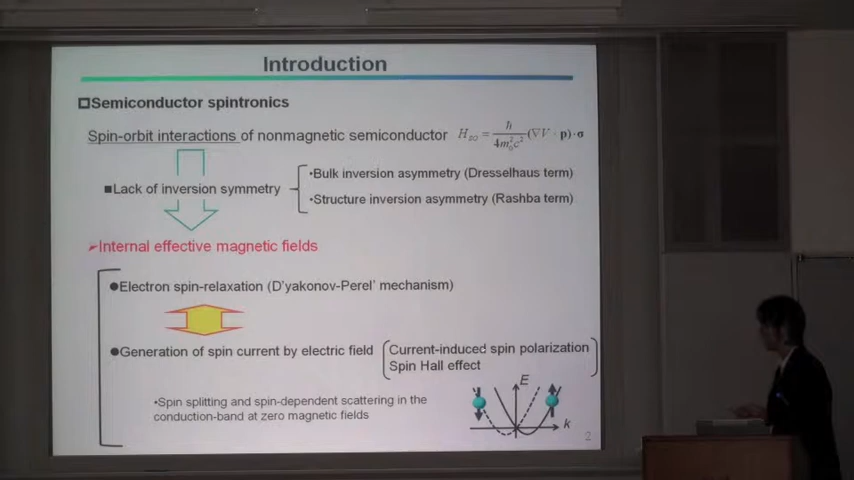 Introduction
Semiconductor spintronics
Spin-orbit interactions of nonmagnetic semiconductor H_so = ħ / 4m₀²c² (∇V · p) · σ
■Lack of inversion symmetry
•Bulk inversion asymmetry (Dresselhaus term)
•Structure inversion asymmetry (Rashba term)
➢Internal effective magnetic fields
●Electron spin-relaxation (D'yakonov-Perel' mechanism)
●Generation of spin current by electric field
Current-induced spin polarization
Spin Hall effect
•Spin splitting and spin-dependent scattering in the
conduction-band at zero magnetic fields
E
k
2